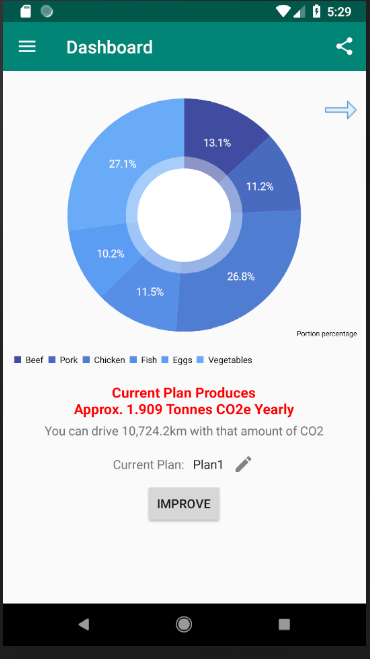 5:29
Dashboard
13.1%
27.1%
11.2%
10.2%
26.8%
11.5%
Portion percentage
Beef Pork Chicken Fish Eggs Vegetables
Current Plan Produces
Approx. 1.909 Tonnes CO2e Yearly
You can drive 10,724.2km with that amount of CO2
Current Plan: Plan1
IMPROVE